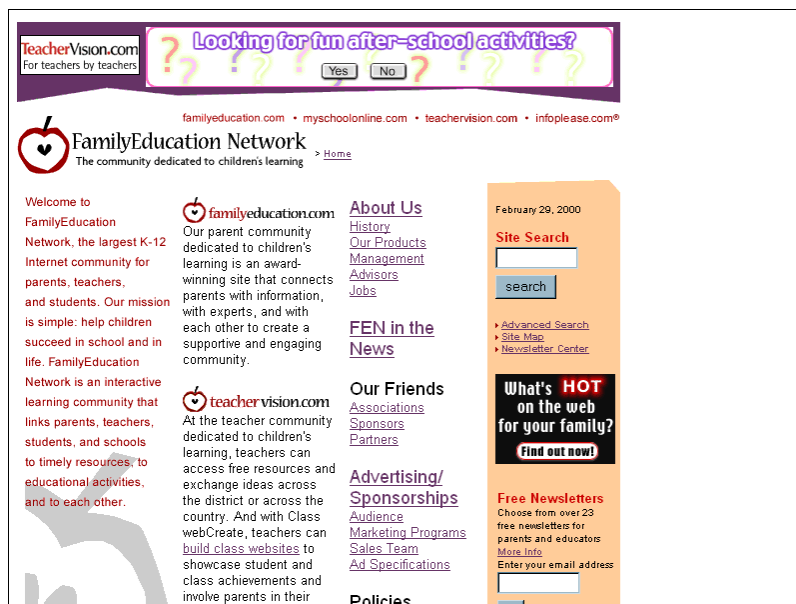 TeacherVision.com
For teachers by teachers
Looking for fun after-school activities?
Yes No
familyeducation.com • myschoolonline.com • teachervision.com • infoplease.com®
FamilyEducation Network
The community dedicated to children's learning
> Home
Welcome to
FamilyEducation
Network, the largest K-12
Internet community for
parents, teachers,
and students. Our mission
is simple: help children
succeed in school and in
life. FamilyEducation
Network is an interactive
learning community that
links parents, teachers,
students, and schools
to timely resources, to
educational activities,
and to each other.
familyeducation.com
Our parent community
dedicated to children's
learning is an award-
winning site that connects
parents with information,
with experts, and with
each other to create a
supportive and engaging
community.
teachervision.com
At the teacher community
dedicated to children's
learning, teachers can
access free resources and
exchange ideas across
the district or across the
country. And with Class
webCreate, teachers can
build class websites to
showcase student and
class achievements and
involve parents in their
About Us
History
Our Products
Management
Advisors
Jobs
FEN in the
News
Our Friends
Associations
Sponsors
Partners
Advertising/
Sponsorships
Audience
Marketing Programs
Sales Team
Ad Specifications
Policies
February 29, 2000
Site Search
search
Advanced Search
Site Map
Newsletter Center
What's HOT
on the web
for your family?
Find out now!
Free Newsletters
Choose from over 23
free newsletters for
parents and educators
More Info
Enter your email address